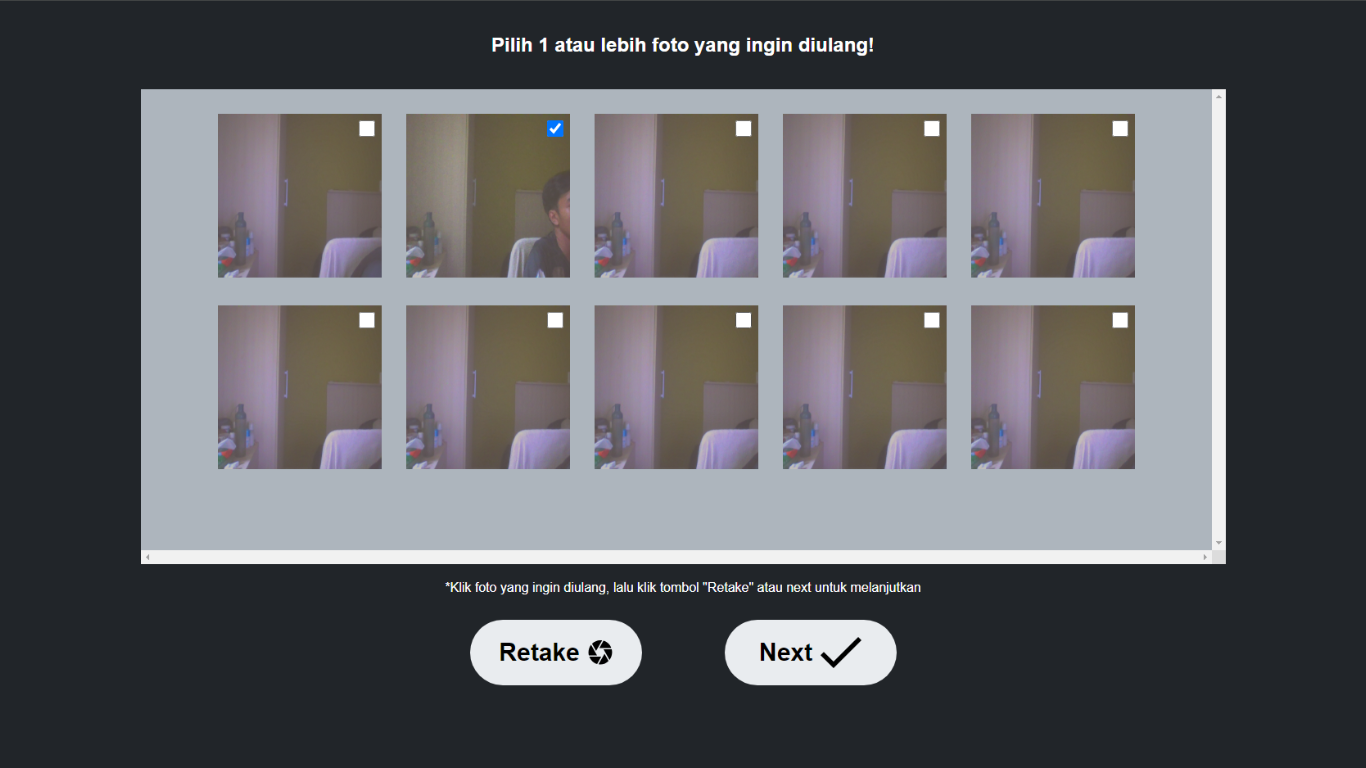 Pilih 1 atau lebih foto yang ingin diulang!
*Klik foto yang ingin diulang, lalu klik tombol "Retake" atau next untuk melanjutkan
Retake
Next